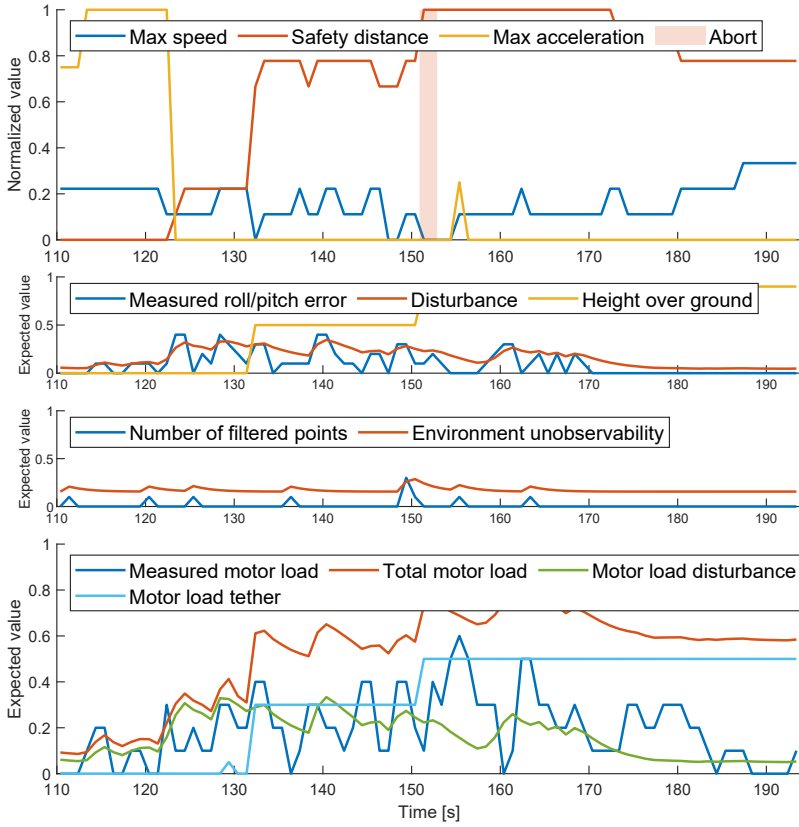 1
Max speed Safety distance Max acceleration Abort
0.8
0.6
0.4
0.2
0
Normalized value
110 120 130 140 150 160 170 180 190
1
Measured roll/pitch error Disturbance Height over ground
0.5
0
Expected value
110 120 130 140 150 160 170 180 190
1
Number of filtered points Environment unobservability
0.5
0
Expected value
110 120 130 140 150 160 170 180 190
1
Measured motor load Total motor load Motor load disturbance
Motor load tether
0.8
0.6
0.4
0.2
0
Expected value
110 120 130 140 150 160 170 180 190
Time [s]